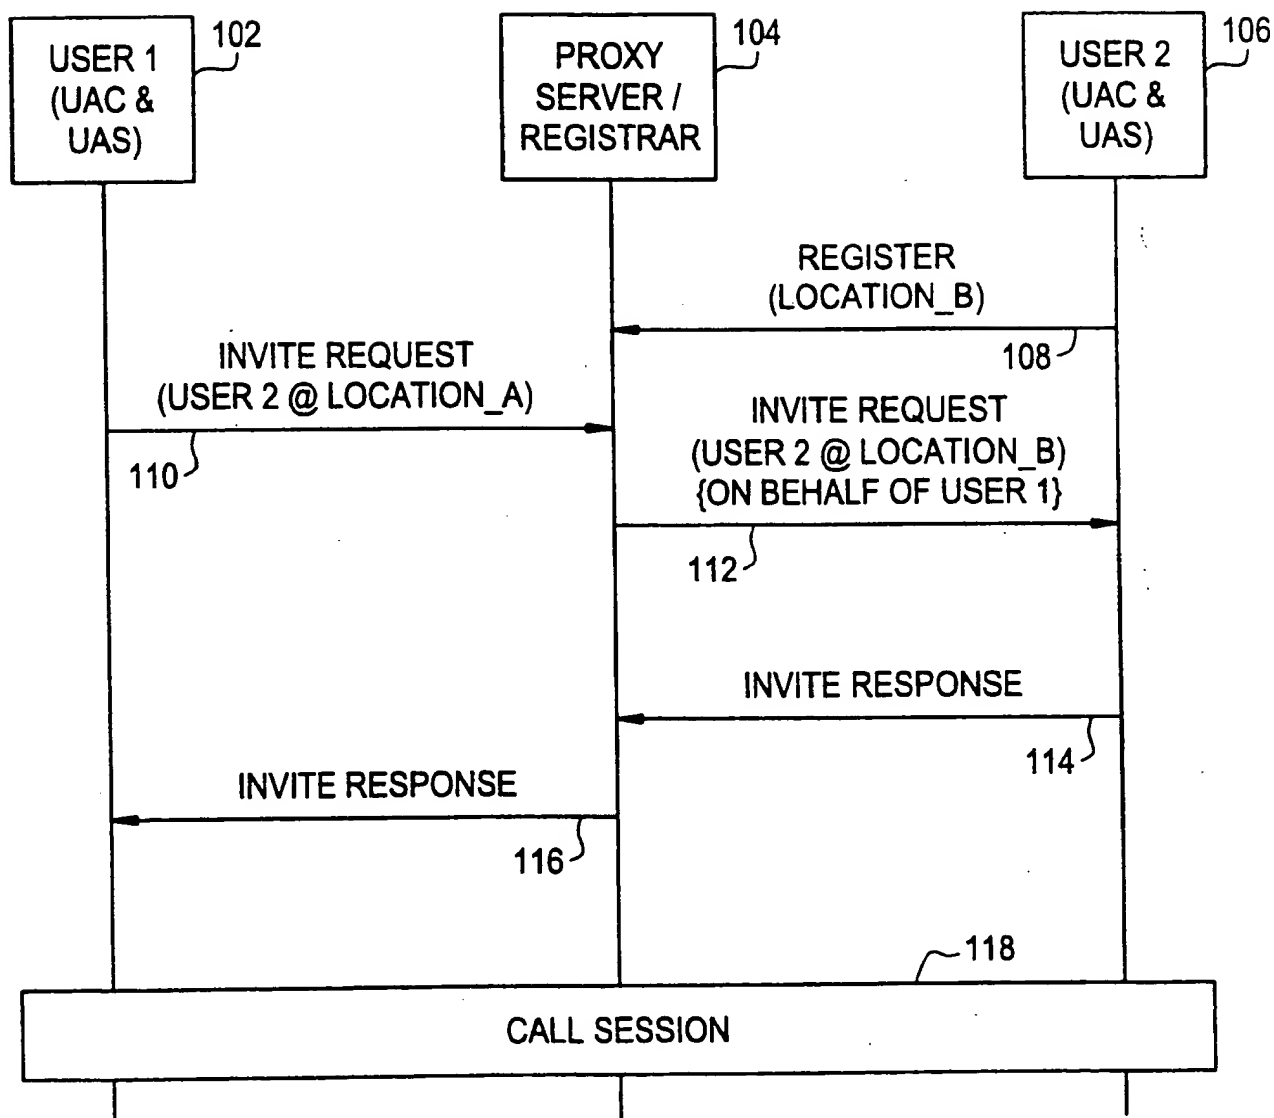 USER 1
(UAC &
UAS)
102
PROXY
SERVER /
REGISTRAR
104
USER 2
(UAC &
UAS)
106
REGISTER
(LOCATION_B)
108
INVITE REQUEST
(USER 2 @ LOCATION_A)
110
INVITE REQUEST
(USER 2 @ LOCATION_B)
{ON BEHALF OF USER 1}
112
INVITE RESPONSE
114
INVITE RESPONSE
116
118
CALL SESSION